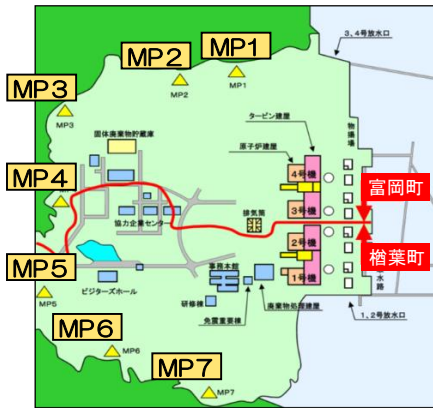 MP1
MP2
MP1
MP2
3、4号放水口
MP3
MP3
タービン建屋
物揚場
固体廃棄物貯蔵庫
原子炉建屋
4号機
MP4
富岡町
3号機
協力企業センター
排気筒
2号機
楢葉町
MP5
MP5
事務本館
1号機
水路
ビジターズホール
研修棟
免震重要棟
廃棄物処理建屋
1、2号放水口
MP6
MP6
MP7
MP7